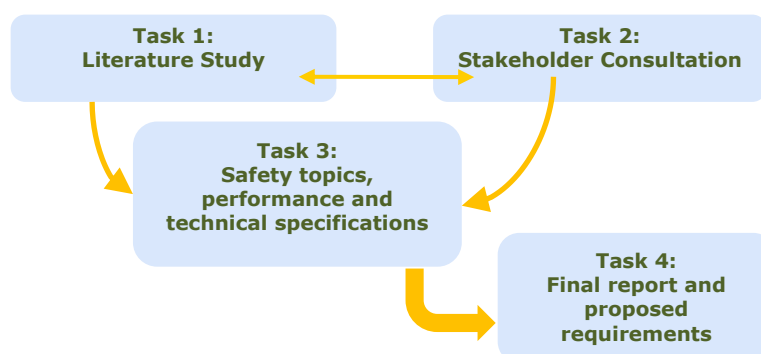 Task 1:
Literature Study
Task 2:
Stakeholder Consultation
Task 3:
Safety topics,
performance and
technical specifications
Task 4:
Final report and
proposed
requirements